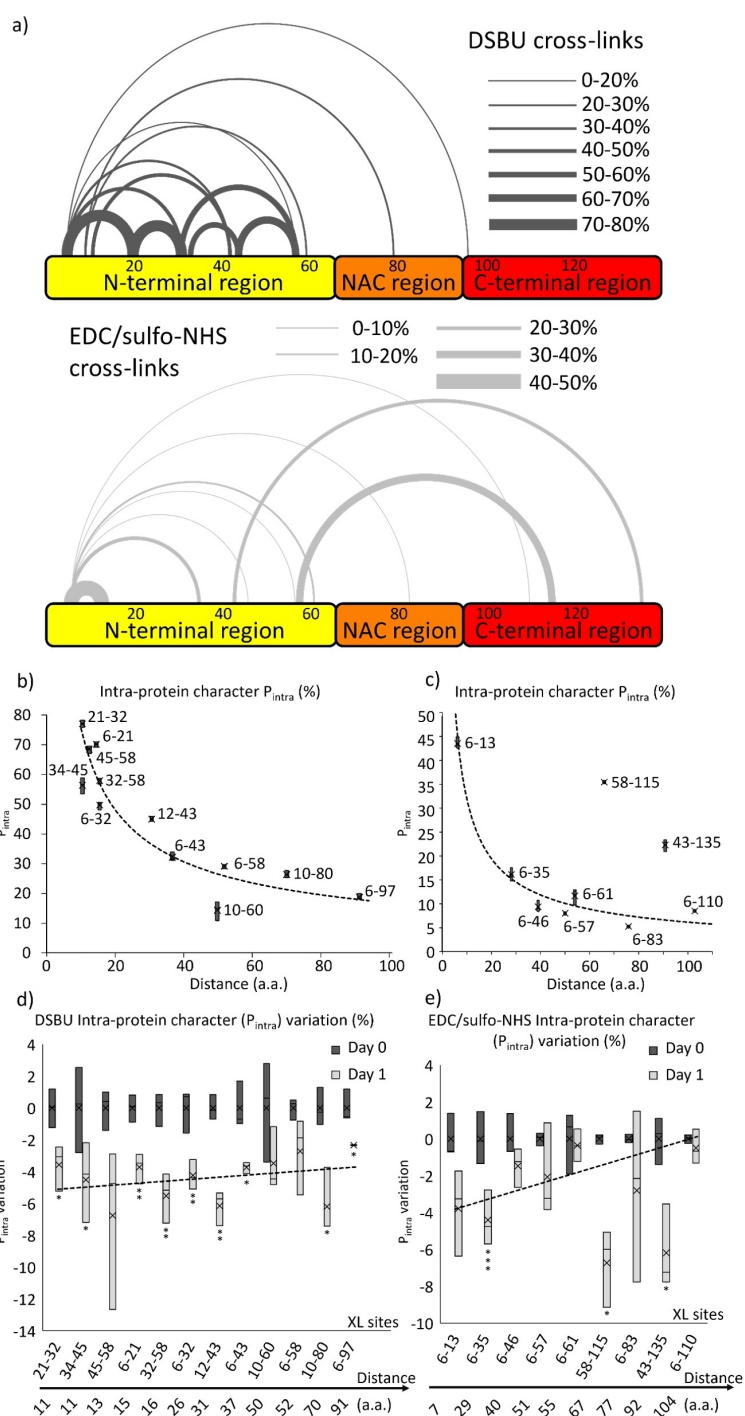 a)
DSBU cross-links
0-20%
20-30%
30-40%
40-50%
50-60%
60-70%
70-80%
20 60 80 100 120
N-terminal region NAC region C-terminal region
EDC/sulfo-NHS
cross-links
0-10%
10-20%
20-30%
30-40%
40-50%
20 60 80 100 120
N-terminal region NAC region C-terminal region
b)
Intra-protein character Pintra (%)
80
70
60
50
40
30
20
10
0
Pintra
21-32
6-21
45-58
34-45
32-58
6-32
12-43
6-43
6-58
10-80
6-97
10-60
0 20 40 60 80 100
Distance (a.a.)
c)
Intra-protein character Pintra (%)
50
45
40
35
30
25
20
15
10
5
0
Pintra
6-13
58-115
43-135
6-35
6-61
6-46
6-57
6-110
6-83
0 20 40 60 80 100
Distance (a.a.)
d)
DSBU Intra-protein character (Pintra) variation (%)
Day 0
Day 1
4
2
0
-2
-4
-6
-8
-10
-12
-14
Pintra variation
* * ** ** ** ** * * *
XL sites
21-32 34-45 45-58 6-21 32-58 6-32 12-43 6-43 10-60 6-58 10-80 6-97
Distance
11 11 13 15 16 26 31 37 50 52 70 91 (a.a.)
e)
EDC/sulfo-NHS Intra-protein character
(Pintra) variation (%)
Day 0
Day 1
4
2
0
-2
-4
-6
-8
-10
Pintra variation
*** * *
XL sites
6-13 6-35 6-46 6-57 6-61 58-115 6-83 43-135 6-110
Distance
7 29 40 51 55 67 77 92 104 (a.a.)